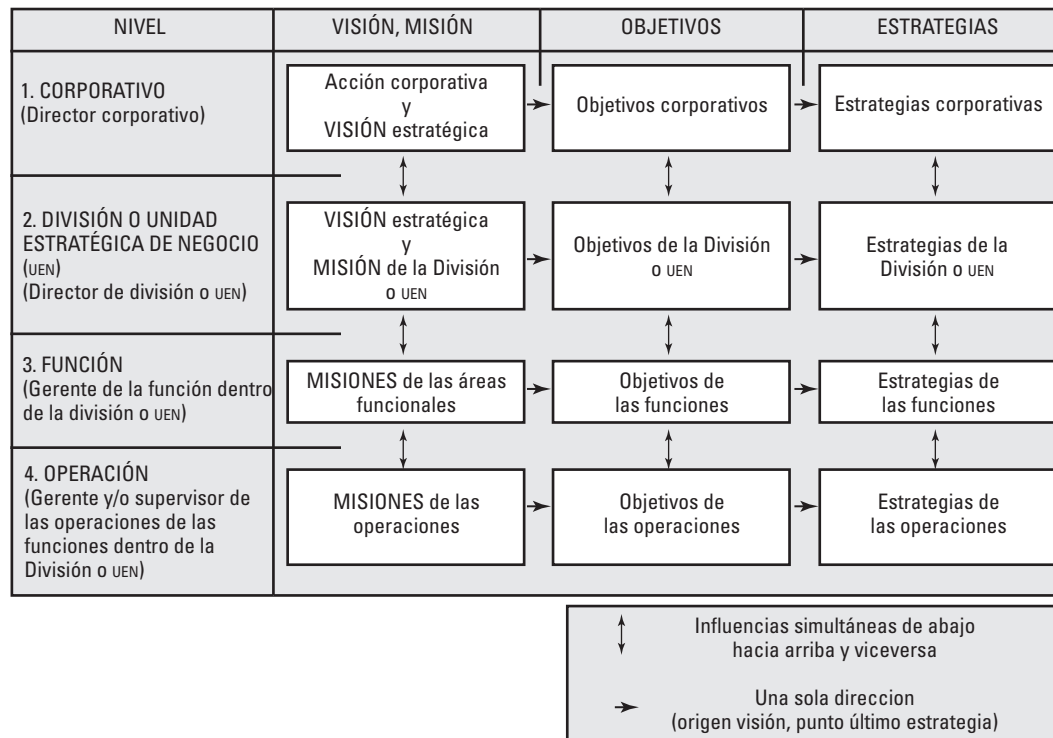 NIVEL
VISIÓN, MISIÓN
OBJETIVOS
ESTRATEGIAS
1. CORPORATIVO
(Director corporativo)
Acción corporativa
y
VISIÓN estratégica
Objetivos corporativos
Estrategias corporativas
2. DIVISIÓN O UNIDAD
ESTRATÉGICA DE NEGOCIO
(UEN)
(Director de división o UEN)
VISIÓN estratégica
y
MISIÓN de la División
o UEN
Objetivos de la División
o UEN
Estrategias de la
División o UEN
3. FUNCIÓN
(Gerente de la función dentro
de la división o UEN)
MISIONES de las áreas
funcionales
Objetivos de
las funciones
Estrategias de
las funciones
4. OPERACIÓN
(Gerente y/o supervisor de
las operaciones de las
funciones dentro de la
División o UEN)
MISIONES de las
operaciones
Objetivos de
las operaciones
Estrategias de
las operaciones
Influencias simultáneas de abajo
hacia arriba y viceversa
Una sola direccion
(origen visión, punto último estrategia)